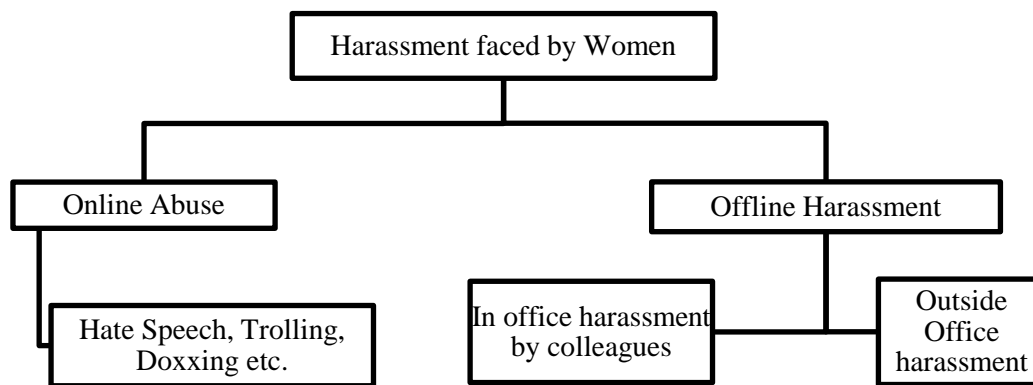 Harassment faced by Women
Online Abuse
Offline Harassment
Hate Speech, Trolling,
Doxxing etc.
In office harassment
by colleagues
Outside
Office
harassment